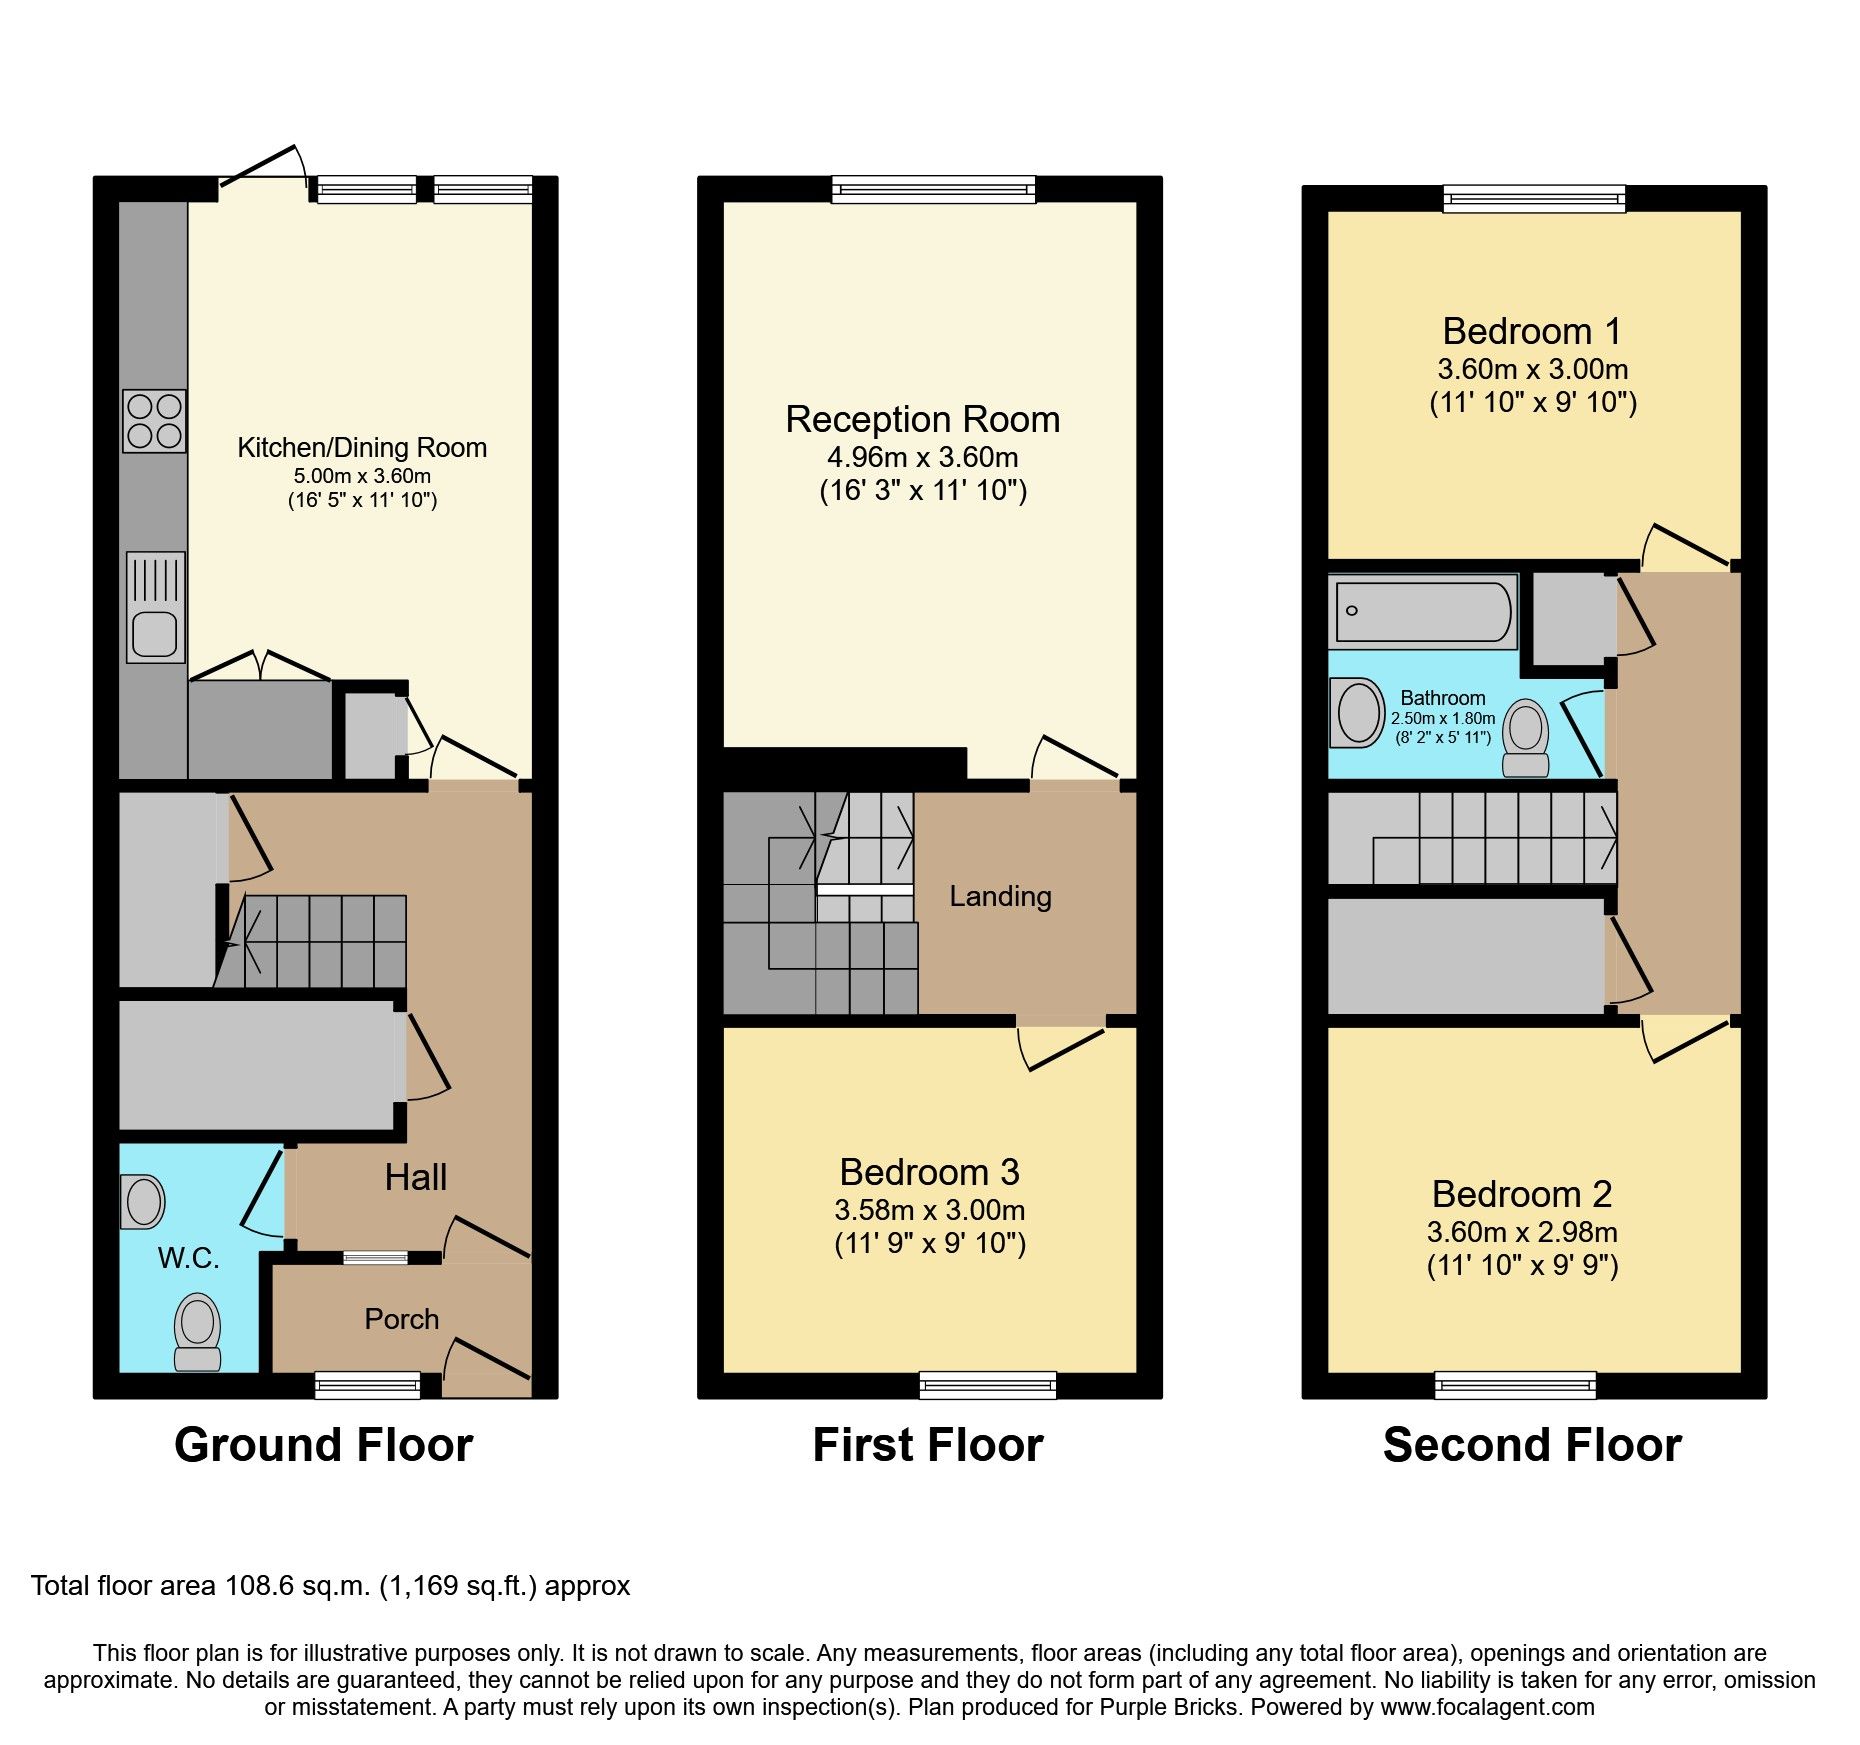 Kitchen/Dining Room
5.00m x 3.60m
(16' 5" x 11' 10")
Hall
W.C.
Porch
Ground Floor
Reception Room
4.96m x 3.60m
(16' 3" x 11' 10")
Landing
Bedroom 3
3.58m x 3.00m
(11' 9" x 9' 10")
First Floor
Bedroom 1
3.60m x 3.00m
(11' 10" x 9' 10")
Bathroom
2.50m x 1.80m
(8' 2" x 5' 11")
Bedroom 2
3.60m x 2.98m
(11' 10" x 9' 9")
Second Floor
Total floor area 108.6 sq.m. (1,169 sq.ft.) approx
This floor plan is for illustrative purposes only. It is not drawn to scale. Any measurements, floor areas (including any total floor area), openings and orientation are
approximate. No details are guaranteed, they cannot be relied upon for any purpose and they do not form part of any agreement. No liability is taken for any error, omission
or misstatement. A party must rely upon its own inspection(s). Plan produced for Purple Bricks. Powered by www.focalagent.com